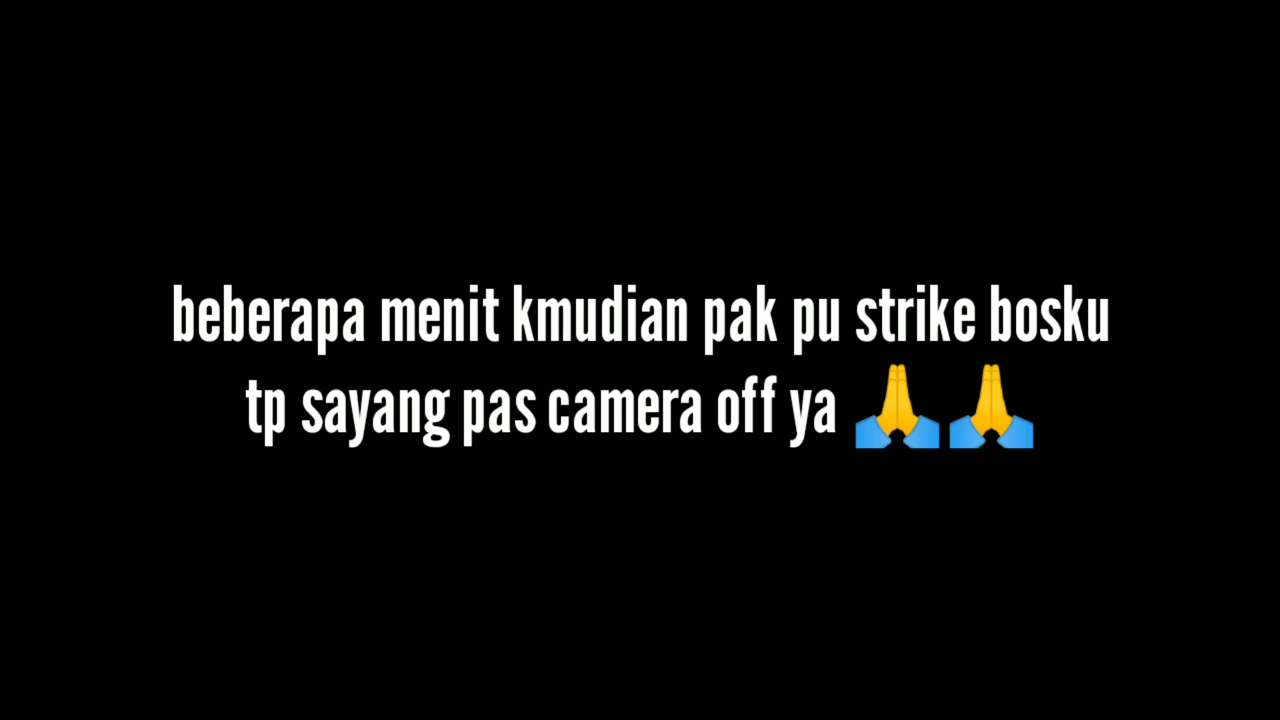 beberapa menit kmudian pak pu strike bosku
tp sayang pas camera off ya 🙏🙏